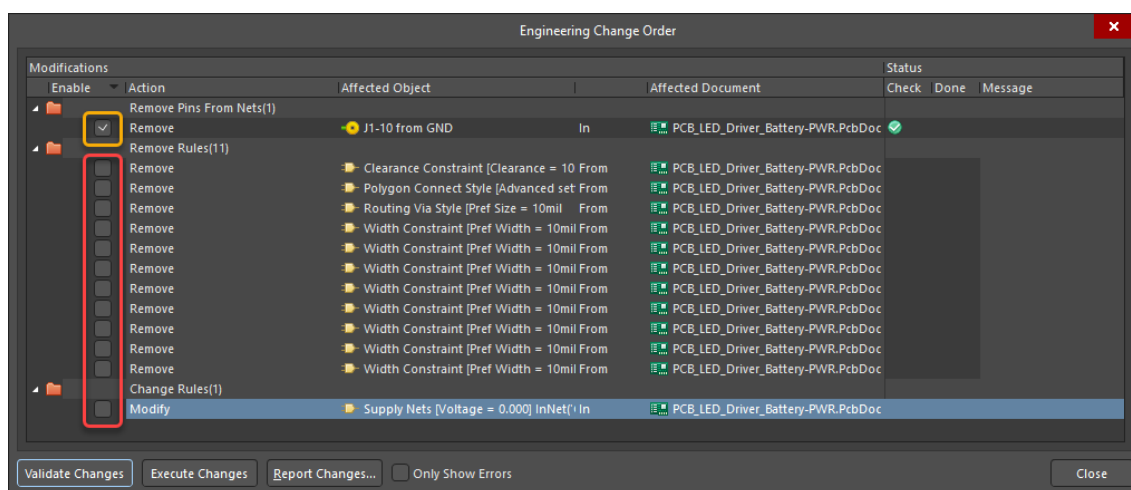 Engineering Change Order
Modifications Status
Enable Action Affected Object Affected Document Check Done Message
Remove Pins From Nets(1)
Remove J1-10 from GND In PCB_LED_Driver_Battery-PWR.PcbDoc
Remove Rules(11)
Remove Clearance Constraint [Clearance = 10 From PCB_LED_Driver_Battery-PWR.PcbDoc
Remove Polygon Connect Style [Advanced set From PCB_LED_Driver_Battery-PWR.PcbDoc
Remove Routing Via Style [Pref Size = 10mil From PCB_LED_Driver_Battery-PWR.PcbDoc
Remove Width Constraint [Pref Width = 10mil From PCB_LED_Driver_Battery-PWR.PcbDoc
Remove Width Constraint [Pref Width = 10mil From PCB_LED_Driver_Battery-PWR.PcbDoc
Remove Width Constraint [Pref Width = 10mil From PCB_LED_Driver_Battery-PWR.PcbDoc
Remove Width Constraint [Pref Width = 10mil From PCB_LED_Driver_Battery-PWR.PcbDoc
Remove Width Constraint [Pref Width = 10mil From PCB_LED_Driver_Battery-PWR.PcbDoc
Remove Width Constraint [Pref Width = 10mil From PCB_LED_Driver_Battery-PWR.PcbDoc
Remove Width Constraint [Pref Width = 10mil From PCB_LED_Driver_Battery-PWR.PcbDoc
Remove Width Constraint [Pref Width = 10mil From PCB_LED_Driver_Battery-PWR.PcbDoc
Change Rules(1)
Modify Supply Nets [Voltage = 0.000] InNet(' In PCB_LED_Driver_Battery-PWR.PcbDoc
Validate Changes Execute Changes Report Changes... Only Show Errors Close